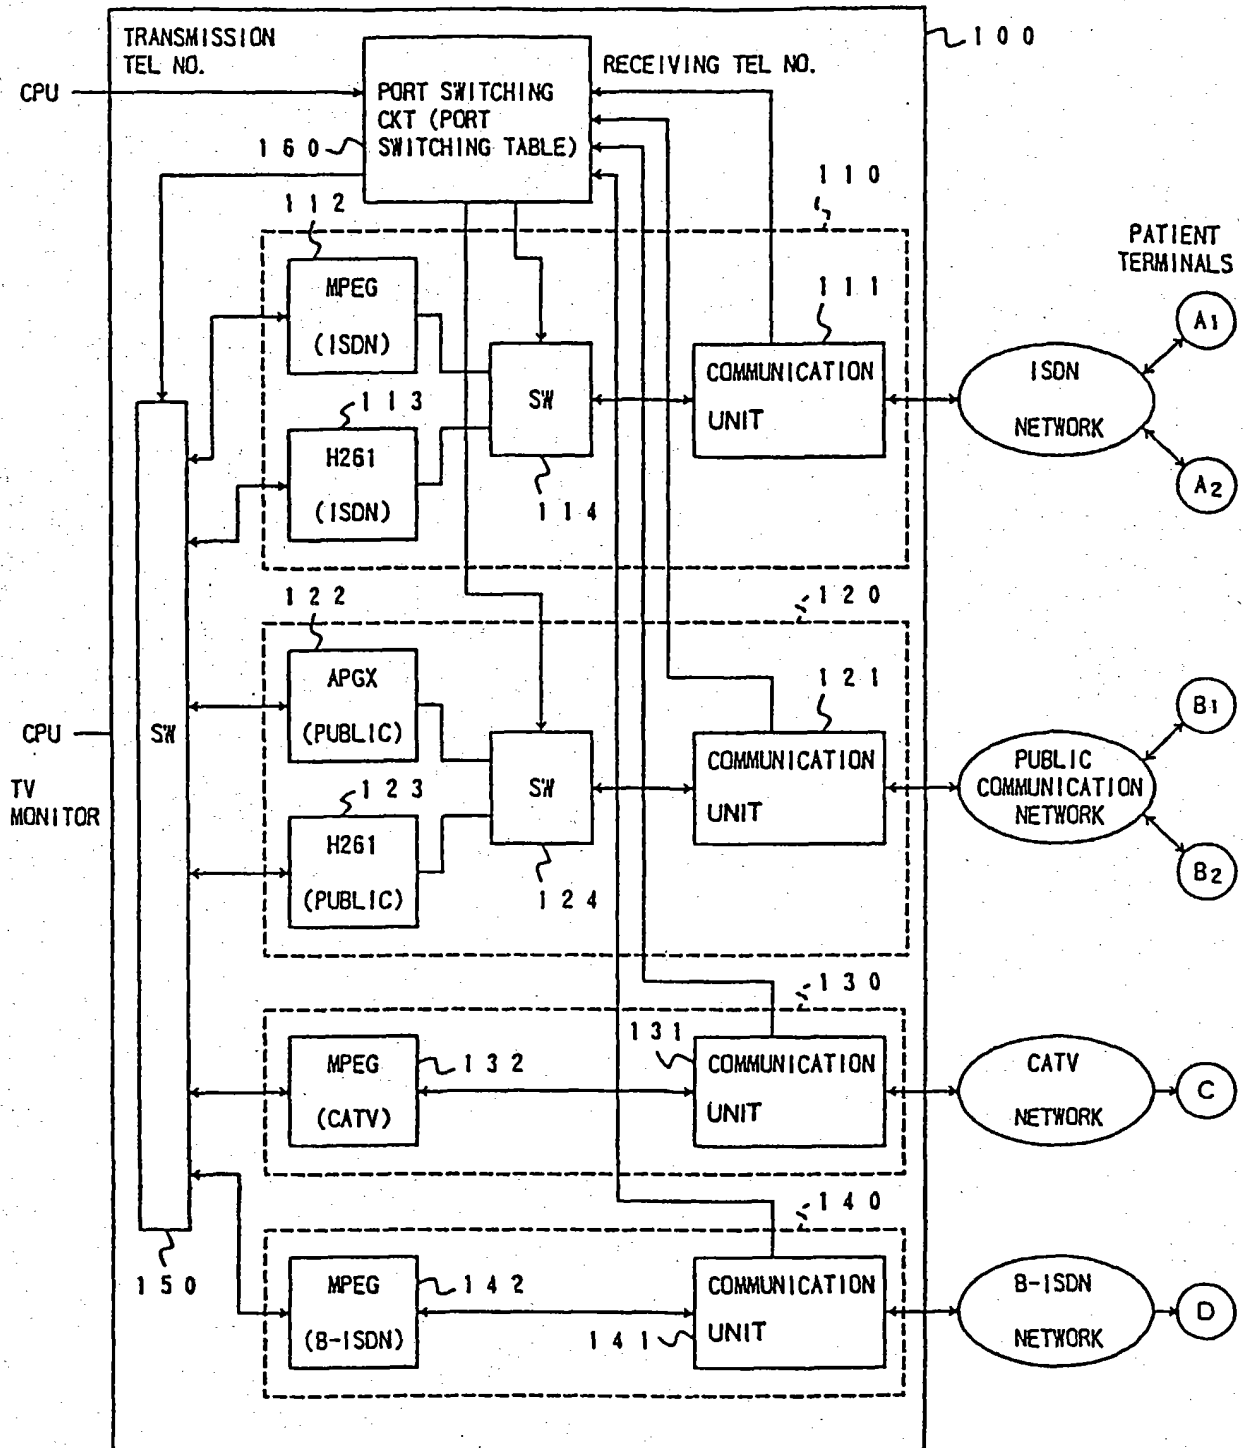 TRANSMISSION
TEL NO.
100
RECEIVING TEL NO.
CPU
PORT SWITCHING
CKT (PORT
SWITCHING TABLE)
160
110
112
PATIENT
TERMINALS
MPEG
(ISDN)
111
A1
COMMUNICATION
UNIT
ISDN
NETWORK
SW
113
H261
(ISDN)
114
A2
122
120
APGX
(PUBLIC)
121
B1
CPU
SW
TV
MONITOR
COMMUNICATION
UNIT
PUBLIC
COMMUNICATION
NETWORK
SW
123
H261
(PUBLIC)
124
B2
130
131
MPEG
(CATV)
132
COMMUNICATION
UNIT
CATV
NETWORK
C
140
150
MPEG
(B-ISDN)
142
141
COMMUNICATION
UNIT
B-ISDN
NETWORK
D